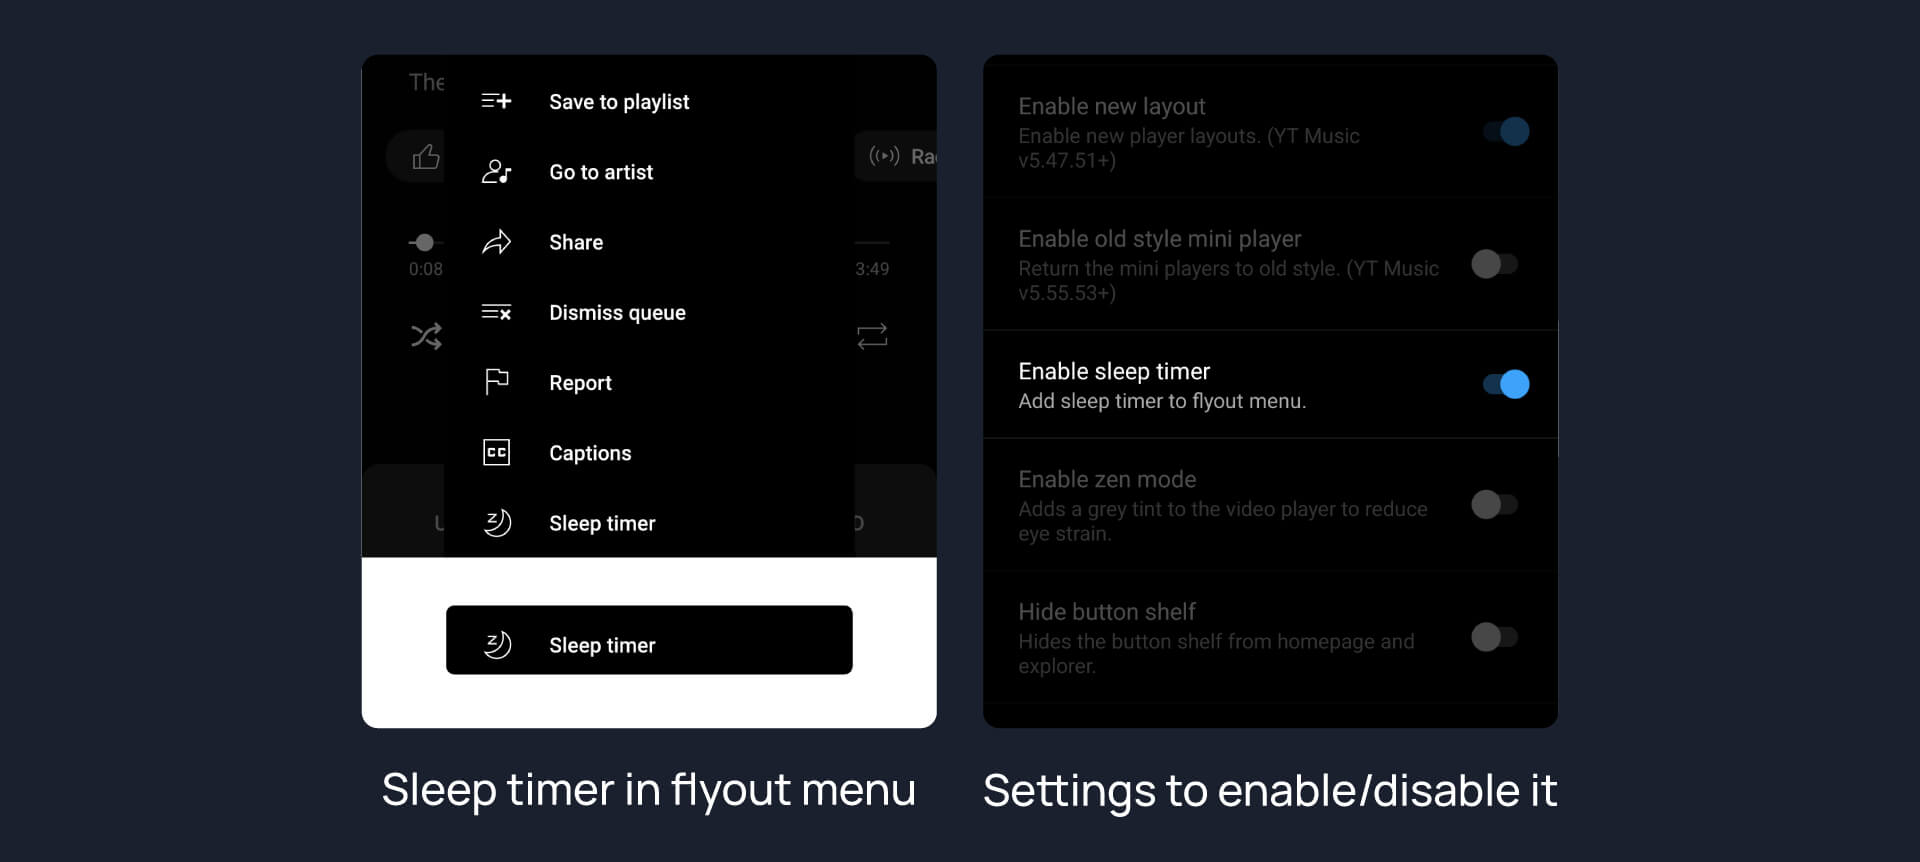 The
Save to playlist
Go to artist
Share
0:08
3:49
Dismiss queue
Report
CC
Captions
Z
Sleep timer
Z
Sleep timer
Sleep timer in flyout menu
Enable new layout
Enable new player layouts. (YT Music
v5.47.51+)
Enable old style mini player
Return the mini players to old style. (YT Music
v5.55.53+)
Enable sleep timer
Add sleep timer to flyout menu.
Enable zen mode
Adds a grey tint to the video player to reduce
eye strain.
Hide button shelf
Hides the button shelf from homepage and
explorer.
Settings to enable/disable it